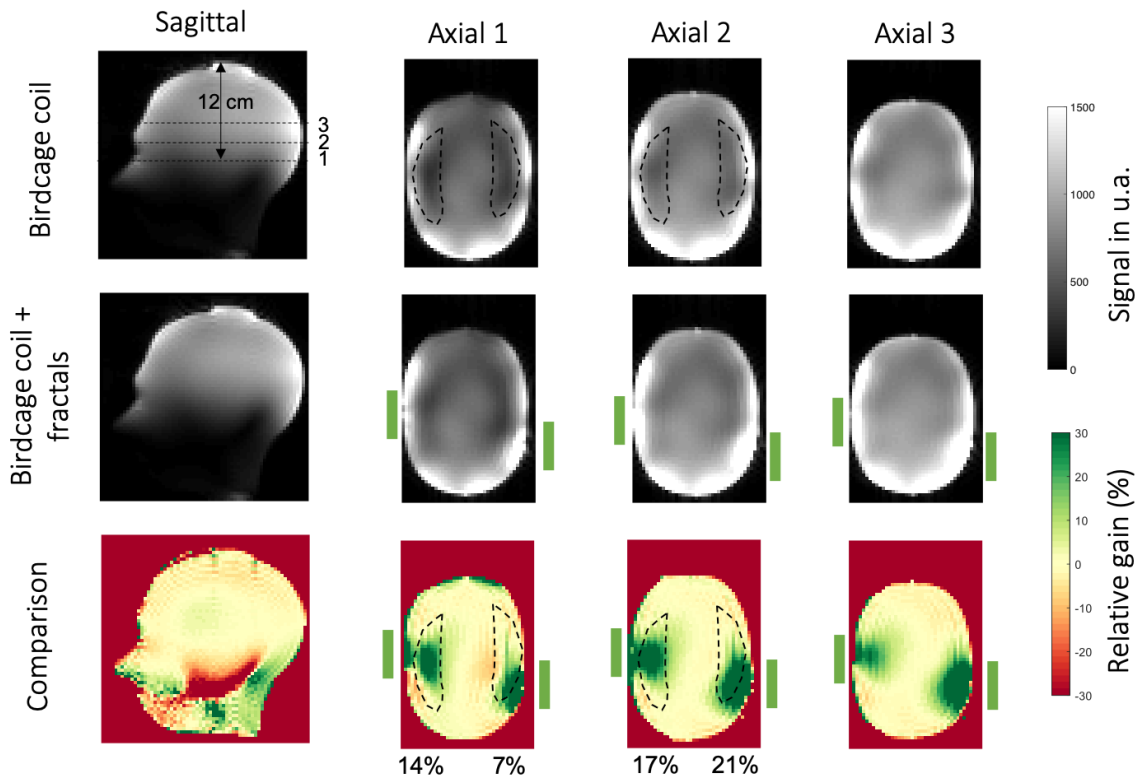 Sagittal
Axial 1
Axial 2
Axial 3
Birdcage coil
12 cm
3
2
1
1500
1000
500
0
Signal in u.a.
Birdcage coil +
fractals
Comparison
30
20
10
0
-10
-20
-30
Relative gain (%)
14%
7%
17%
21%